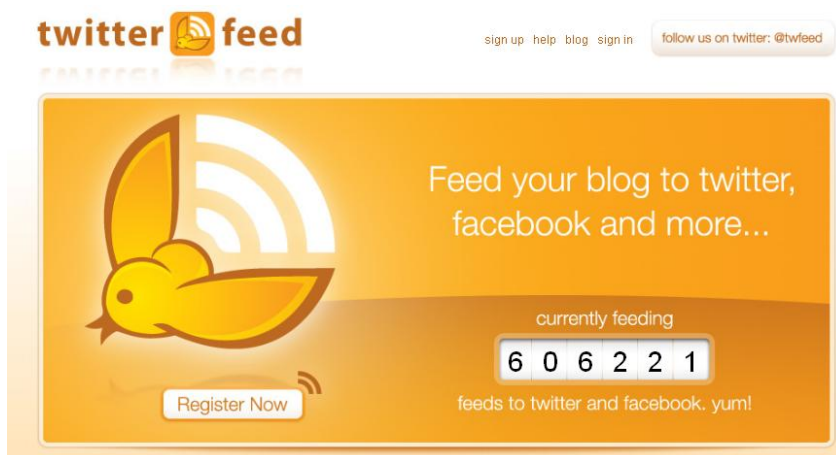 twitter feed
sign up help blog sign in
follow us on twitter: @twfeed
Feed your blog to twitter,
facebook and more...
currently feeding
606221
feeds to twitter and facebook. yum!
Register Now